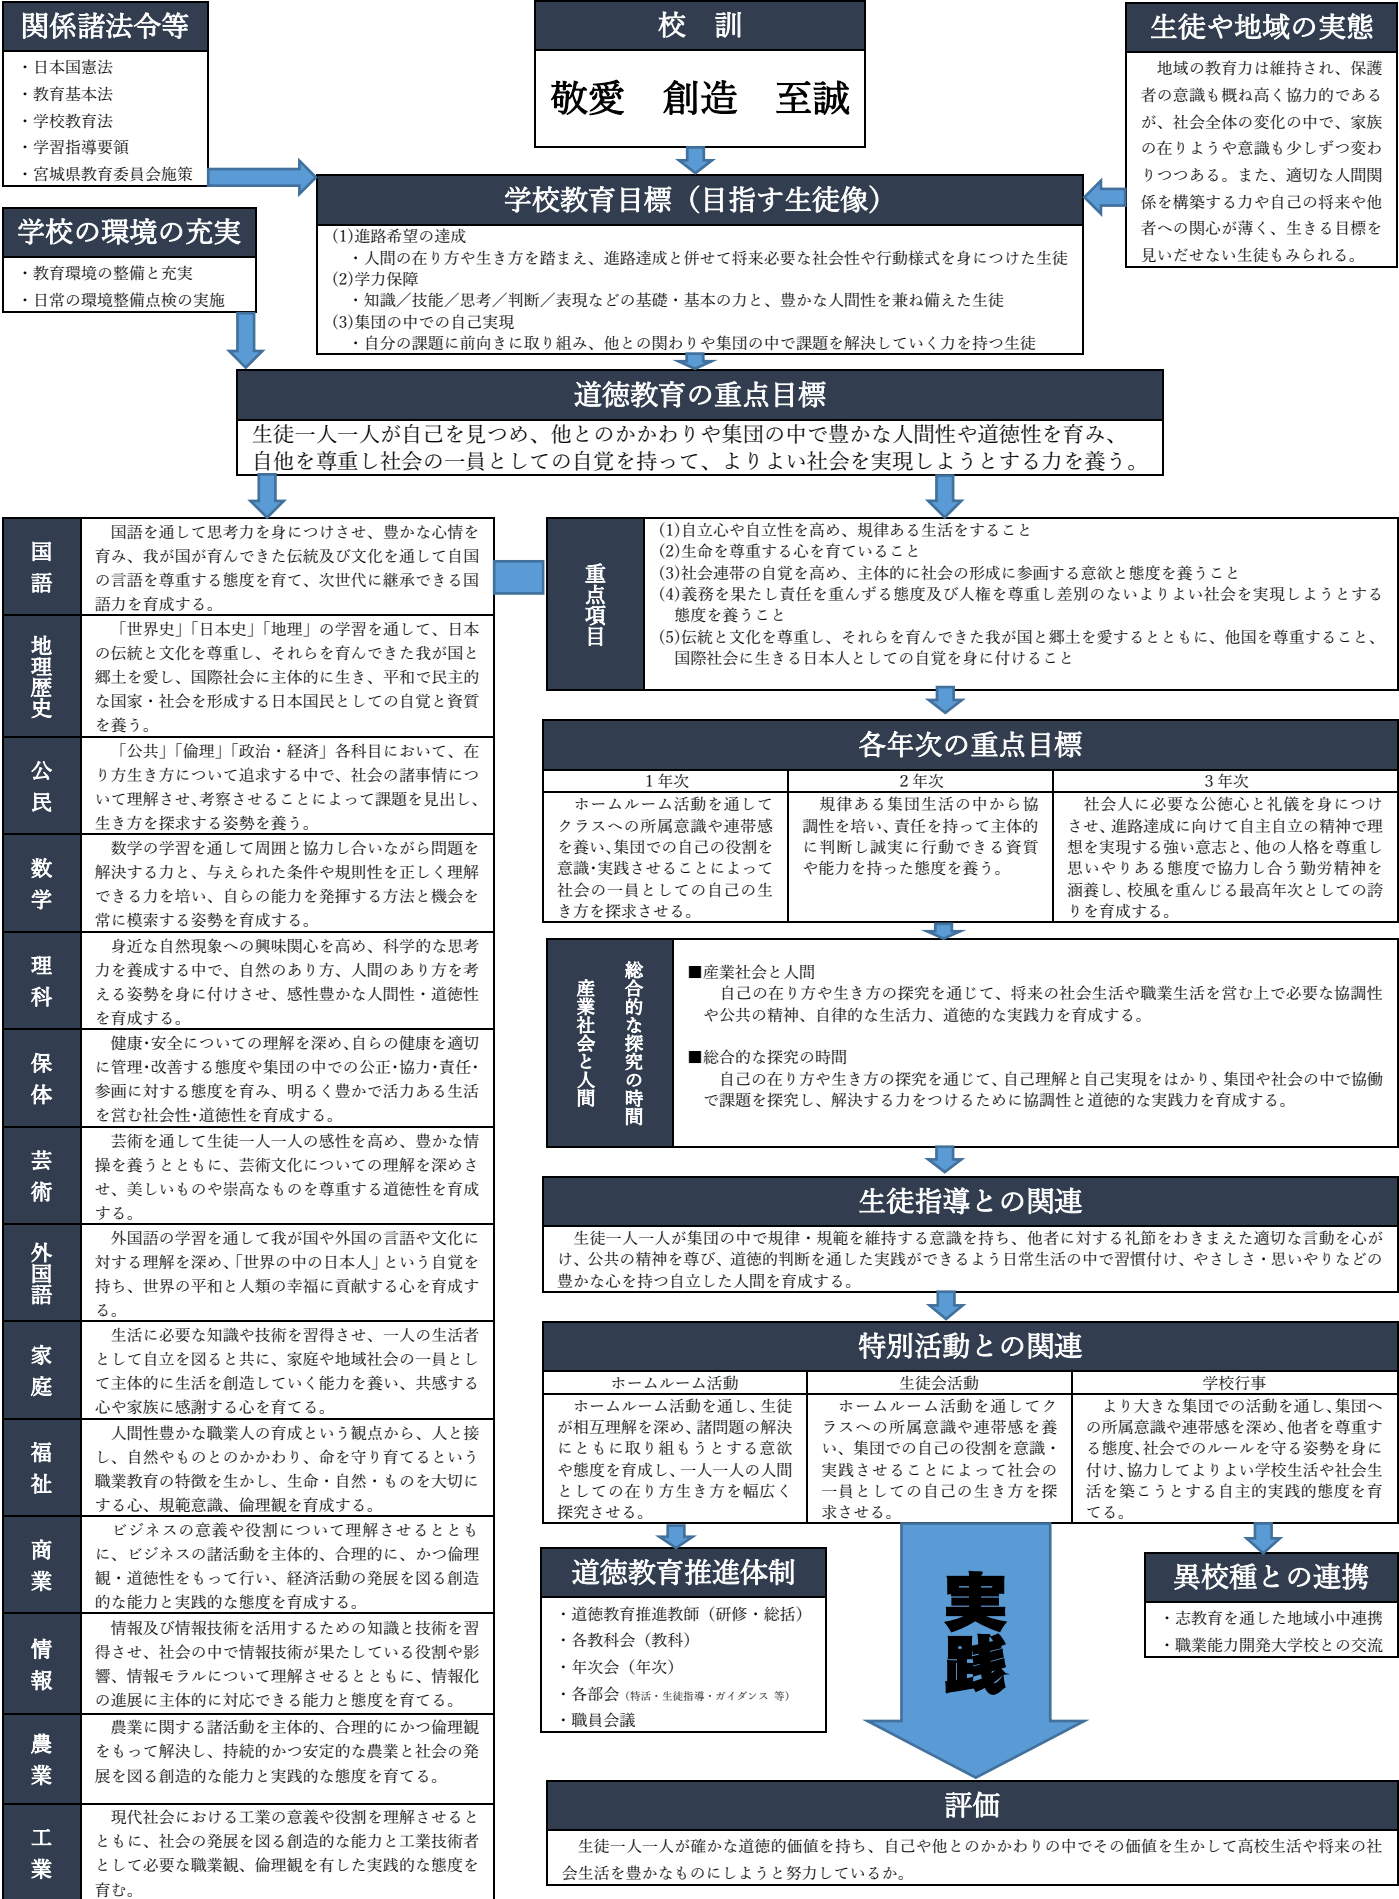 関係諸法令等
・日本国憲法
・教育基本法
・学校教育法
・学習指導要領
・宮城県教育委員会施策
校　訓
敬愛　創造　至誠
生徒や地域の実態
地域の教育力は維持され、保護
者の意識も概ね高く協力的である
が、社会全体の変化の中で、家族
の在りようや意識も少しずつ変わ
りつつある。また、適切な人間関
係を構築する力や自己の将来や他
者への関心が薄く、生きる目標を
見いだせない生徒もみられる。
学校の環境の充実
・教育環境の整備と充実
・日常の環境整備点検の実施
学校教育目標（目指す生徒像）
(1)進路希望の達成
・人間の在り方や生き方を踏まえ、進路達成と併せて将来必要な社会性や行動様式を身につけた生徒
(2)学力保障
・知識／技能／思考／判断／表現などの基礎・基本の力と、豊かな人間性を兼ね備えた生徒
(3)集団の中での自己実現
・自分の課題に前向きに取り組み、他との関わりや集団の中で課題を解決していく力を持つ生徒
道徳教育の重点目標
生徒一人一人が自己を見つめ、他とのかかわりや集団の中で豊かな人間性や道徳性を育み、
自他を尊重し社会の一員としての自覚を持って、よりよい社会を実現しようとする力を養う。
国語
国語を通して思考力を身につけさせ、豊かな心情を
育み、我が国が育んできた伝統及び文化を通して自国
の言語を尊重する態度を育て、次世代に継承できる国
語力を育成する。
地理歴史
「世界史」「日本史」「地理」の学習を通して、日本
の伝統と文化を尊重し、それらを育んできた我が国と
郷土を愛し、国際社会に主体的に生き、平和で民主的
な国家・社会を形成する日本国民としての自覚と資質
を養う。
公民
「公共」「倫理」「政治・経済」各科目において、在
り方生き方について追求する中で、社会の諸事情につ
いて理解させ、考察させることによって課題を見出し、
生き方を探求する姿勢を養う。
数学
数学の学習を通して周囲と協力し合いながら問題を
解決する力と、与えられた条件や規則性を正しく理解
できる力を培い、自らの能力を発揮する方法と機会を
常に模索する姿勢を育成する。
理科
身近な自然現象への興味関心を高め、科学的な思考
力を養成する中で、自然のあり方、人間のあり方を考
える姿勢を身に付けさせ、感性豊かな人間性・道徳性
を育成する。
保体
健康・安全についての理解を深め、自らの健康を適切
に管理・改善する態度や集団の中での公正・協力・責任・
参画に対する態度を育み、明るく豊かで活力ある生活
を営む社会性・道徳性を育成する。
芸術
芸術を通して生徒一人一人の感性を高め、豊かな情
操を養うとともに、芸術文化についての理解を深めさ
せ、美しいものや崇高なものを尊重する道徳性を育成
する。
外国語
外国語の学習を通して我が国や外国の言語や文化に
対する理解を深め、「世界の中の日本人」という自覚を
持ち、世界の平和と人類の幸福に貢献する心を育成す
る。
家庭
生活に必要な知識や技術を習得させ、一人の生活者
として自立を図ると共に、家庭や地域社会の一員とし
て主体的に生活を創造していく能力を養い、共感する
心や家族に感謝する心を育てる。
福祉
人間性豊かな職業人の育成という観点から、人と接
し、自然やものとのかかわり、命を守り育てるという
職業教育の特徴を生かし、生命・自然・ものを大切に
する心、規範意識、倫理観を育成する。
商業
ビジネスの意義や役割について理解させるととも
に、ビジネスの諸活動を主体的、合理的に、かつ倫理
観・道徳性をもって行い、経済活動の発展を図る創造
的な能力と実践的な態度を育成する。
情報
情報及び情報技術を活用するための知識と技術を習
得させ、社会の中で情報技術が果たしている役割や影
響、情報モラルについて理解させるとともに、情報化
の進展に主体的に対応できる能力と態度を育てる。
農業
農業に関する諸活動を主体的、合理的にかつ倫理観
をもって解決し、持続的かつ安定的な農業と社会の発
展を図る創造的な能力と実践的な態度を育てる。
工業
現代社会における工業の意義や役割を理解させると
ともに、社会の発展を図る創造的な能力と工業技術者
として必要な職業観、倫理観を有した実践的な態度を
育む。
重点項目
(1)自立心や自立性を高め、規律ある生活をすること
(2)生命を尊重する心を育ていること
(3)社会連帯の自覚を高め、主体的に社会の形成に参画する意欲と態度を養うこと
(4)義務を果たし責任を重んずる態度及び人権を尊重し差別のないよりよい社会を実現しようとする
態度を養うこと
(5)伝統と文化を尊重し、それらを育んできた我が国と郷土を愛するとともに、他国を尊重すること、
国際社会に生きる日本人としての自覚を身に付けること
各年次の重点目標
１年次
ホームルーム活動を通して
クラスへの所属意識や連帯感
を養い、集団での自己の役割を
意識・実践させることによって
社会の一員としての自己の生
き方を探求させる。
２年次
規律ある集団生活の中から協
調性を培い、責任を持って主体的
に判断し誠実に行動できる資質
や能力を持った態度を養う。
３年次
社会人に必要な公徳心と礼儀を身につけ
させ、進路達成に向けて自主自立の精神で理
想を実現する強い意志と、他の人格を尊重し
思いやりある態度で協力し合う勤労精神を
涵養し、校風を重んじる最高年次としての誇
りを育成する。
総合的な探究の時間
産業社会と人間
■産業社会と人間
自己の在り方や生き方の探究を通じて、将来の社会生活や職業生活を営む上で必要な協調性
や公共の精神、自律的な生活力、道徳的な実践力を育成する。
■総合的な探究の時間
自己の在り方や生き方の探究を通じて、自己理解と自己実現をはかり、集団や社会の中で協働
で課題を探究し、解決する力をつけるために協調性と道徳的な実践力を育成する。
生徒指導との関連
生徒一人一人が集団の中で規律・規範を維持する意識を持ち、他者に対する礼節をわきまえた適切な言動を心が
け、公共の精神を尊び、道徳的判断を通した実践ができるよう日常生活の中で習慣付け、やさしさ・思いやりなどの
豊かな心を持つ自立した人間を育成する。
特別活動との関連
ホームルーム活動
ホームルーム活動を通し、生徒
が相互理解を深め、諸問題の解決
にともに取り組もうとする意欲
や態度を育成し、一人一人の人間
としての在り方生き方を幅広く
探究させる。
生徒会活動
ホームルーム活動を通してク
ラスへの所属意識や連帯感を養
い、集団での自己の役割を意識・
実践させることによって社会の
一員としての自己の生き方を探
求させる。
学校行事
より大きな集団での活動を通し、集団へ
の所属意識や連帯感を深め、他者を尊重す
る態度、社会でのルールを守る姿勢を身に
付け、協力してよりよい学校生活や社会生
活を築こうとする自主的実践的態度を育
てる。
道徳教育推進体制
・道徳教育推進教師（研修・総括）
・各教科会（教科）
・年次会（年次）
・各部会（特活・生徒指導・ガイダンス 等）
・職員会議
実践
異校種との連携
・志教育を通した地域小中連携
・職業能力開発大学校との交流
評価
生徒一人一人が確かな道徳的価値を持ち、自己や他とのかかわりの中でその価値を生かして高校生活や将来の社
会生活を豊かなものにしようと努力しているか。